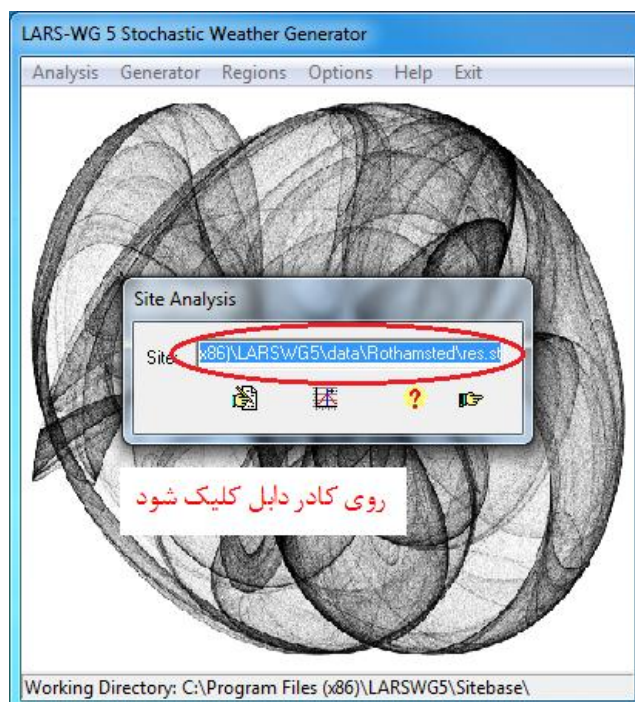 LARS-WG 5 Stochastic Weather Generator
Analysis Generator Regions Options Help Exit
Site Analysis
Site: x86)\LARSWG5\data\Rothamsted\res.st
?
روی کادر دابل کلیک شود
Working Directory: C:\Program Files (x86)\LARSWG5\Sitebase\